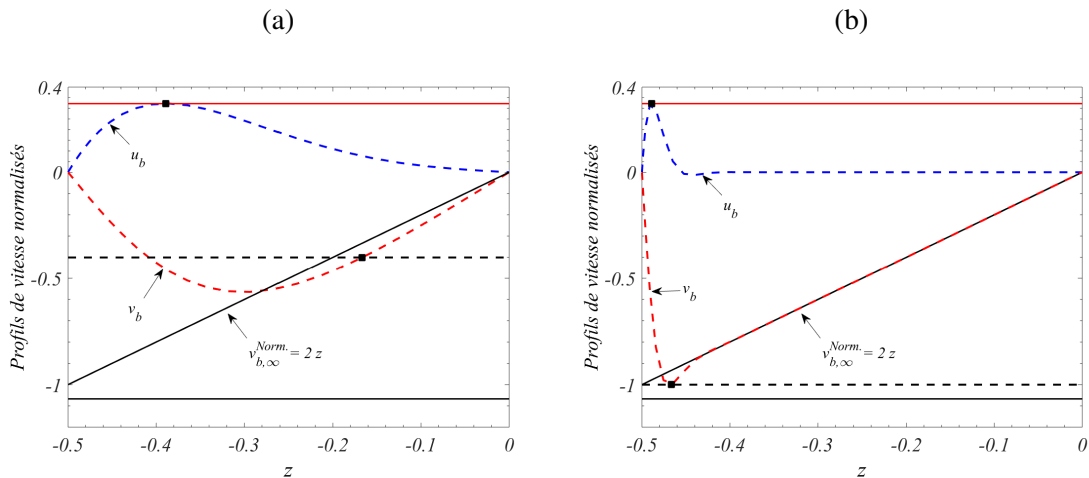 (a)
Profils de vitesse normalisés
0.4
0
-0.5
-1
u_b
v_b
v_{b,∞}^{Norm.} = 2 z
-0.5 -0.4 -0.3 -0.2 -0.1 0
z
(b)
Profils de vitesse normalisés
0.4
0
-0.5
-1
u_b
v_b
v_{b,∞}^{Norm.} = 2 z
-0.5 -0.4 -0.3 -0.2 -0.1 0
z